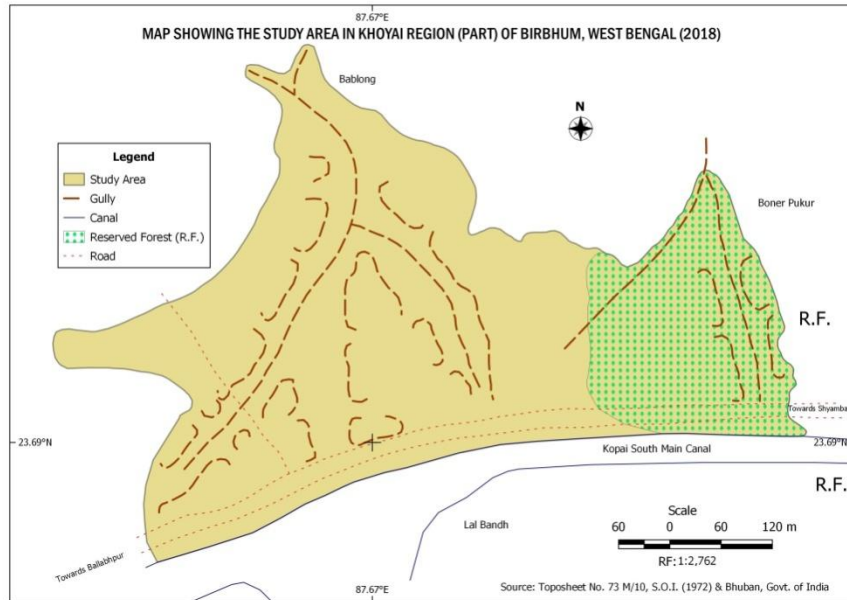 87.67°E
MAP SHOWING THE STUDY AREA IN KHOYAI REGION (PART) OF BIRBHUM, WEST BENGAL (2018)
Bablong
N
Legend
Study Area
Gully
Canal
Reserved Forest (R.F.)
Road
Boner Pukur
R.F.
Towards Shyamba
23.69°N
23.69°N
Kopai South Main Canal
R.F.
Lal Bandh
Scale
60 0 60 120 m
RF: 1:2,762
Towards Ballabhpur
87.67°E
Source: Toposheet No. 73 M/10, S.O.I. (1972) & Bhuban, Govt. of India